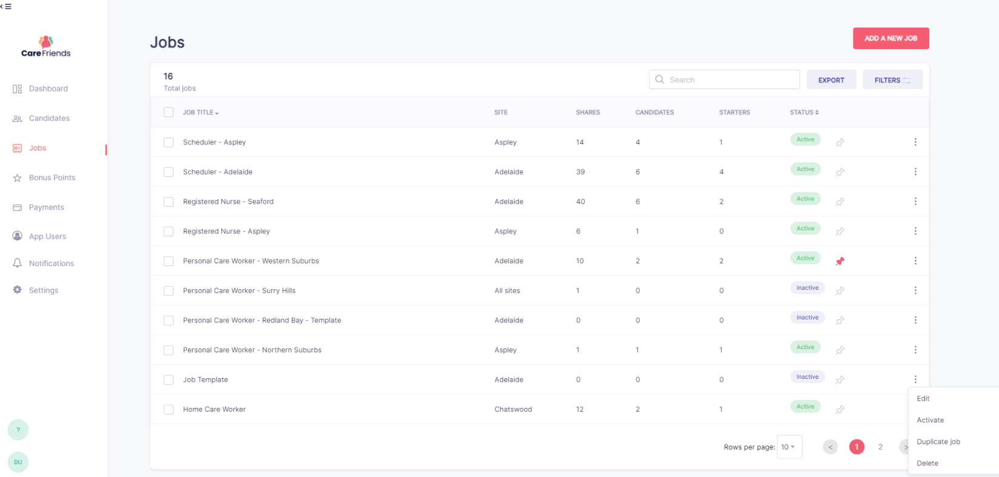 CareFriends
Dashboard
Candidates
Jobs
Bonus Points
Payments
App Users
Notifications
Settings
?
DU
Jobs
ADD A NEW JOB
16
Total jobs
Search
EXPORT
FILTERS
JOB TITLE SITE SHARES CANDIDATES STARTERS STATUS
Scheduler - Aspley Aspley 14 4 1 Active
Scheduler - Adelaide Adelaide 39 6 4 Active
Registered Nurse - Seaford Adelaide 40 6 2 Active
Registered Nurse - Aspley Aspley 6 1 0 Active
Personal Care Worker - Western Suburbs Adelaide 10 2 2 Active
Personal Care Worker - Surry Hills All sites 1 0 0 Inactive
Personal Care Worker - Redland Bay - Template Adelaide 0 0 0 Inactive
Personal Care Worker - Northern Suburbs Aspley 1 1 1 Active
Job Template Adelaide 0 0 0 Inactive
Home Care Worker Chatswood 12 2 1 Active
Edit
Activate
Duplicate job
Delete
Rows per page: 10 < 1 2 >